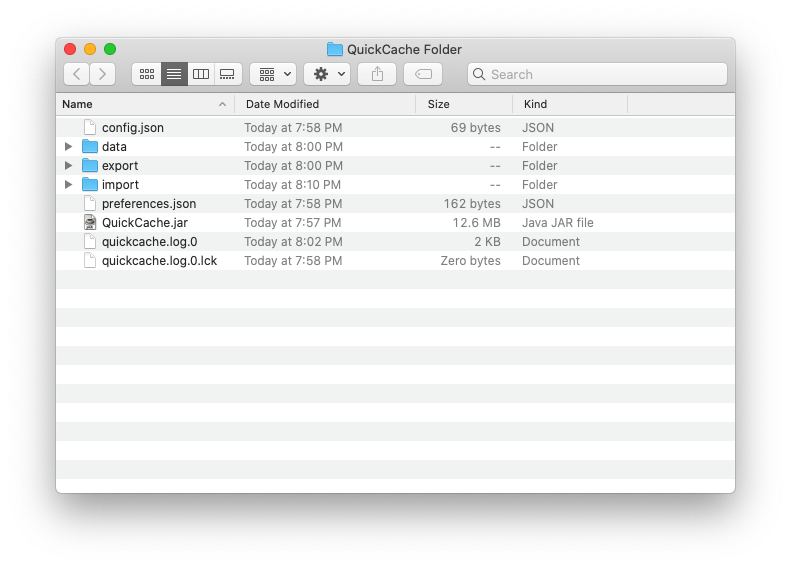 QuickCache Folder
Search
Name Date Modified Size Kind
config.json Today at 7:58 PM 69 bytes JSON
data Today at 8:00 PM -- Folder
export Today at 8:00 PM -- Folder
import Today at 8:10 PM -- Folder
preferences.json Today at 7:58 PM 162 bytes JSON
QuickCache.jar Today at 7:57 PM 12.6 MB Java JAR file
quickcache.log.0 Today at 8:02 PM 2 KB Document
quickcache.log.0.lck Today at 7:58 PM Zero bytes Document